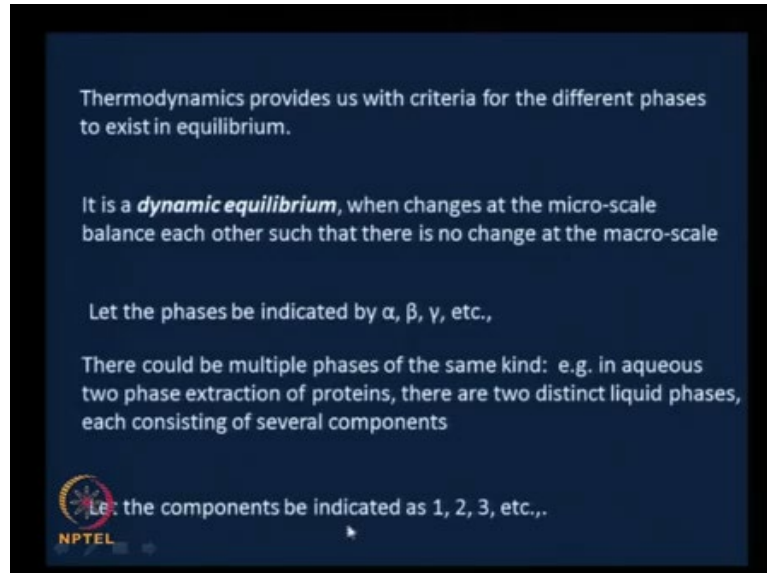 Thermodynamics provides us with criteria for the different phases
to exist in equilibrium.
It is a dynamic equilibrium, when changes at the micro-scale
balance each other such that there is no change at the macro-scale
Let the phases be indicated by α, β, γ, etc.,
There could be multiple phases of the same kind: e.g. in aqueous
two phase extraction of proteins, there are two distinct liquid phases,
each consisting of several components
Let the components be indicated as 1, 2, 3, etc.,.
NPTEL